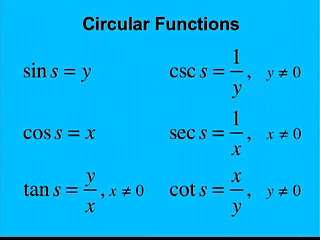 Circular Functions
sin s = y    csc s = 1/y, y ≠ 0
cos s = x    sec s = 1/x, x ≠ 0
tan s = y/x, x ≠ 0    cot s = x/y, y ≠ 0